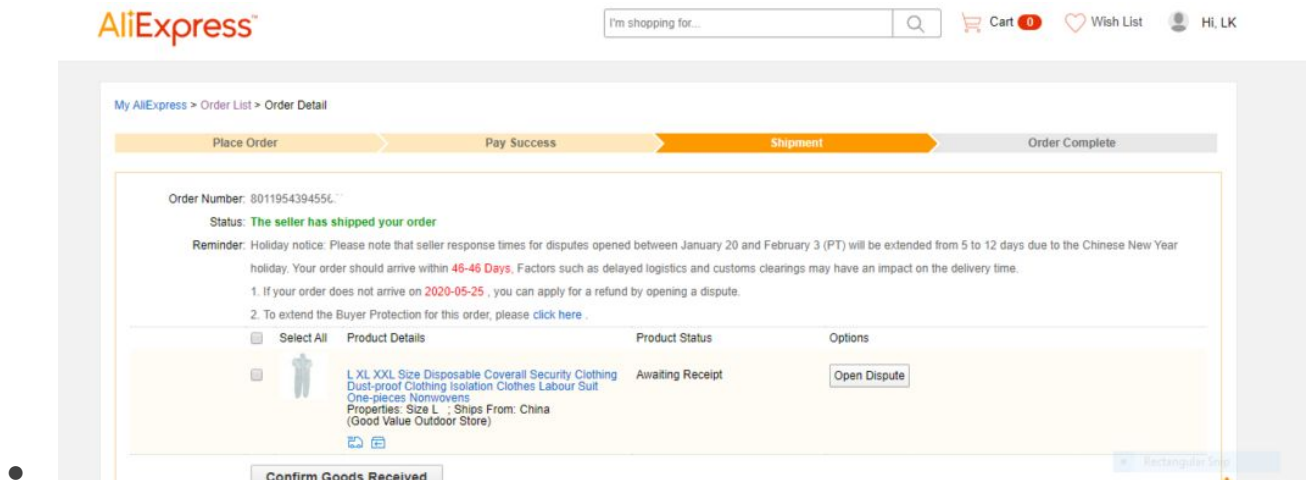 AliExpress™
I'm shopping for...
Cart 0
Wish List
Hi, LK
My AliExpress > Order List > Order Detail
Place Order
Pay Success
Shipment
Order Complete
Order Number: 8011954394556
Status: The seller has shipped your order
Reminder: Holiday notice: Please note that seller response times for disputes opened between January 20 and February 3 (PT) will be extended from 5 to 12 days due to the Chinese New Year
holiday. Your order should arrive within 46-46 Days, Factors such as delayed logistics and customs clearings may have an impact on the delivery time.
1. If your order does not arrive on 2020-05-25 , you can apply for a refund by opening a dispute.
2. To extend the Buyer Protection for this order, please click here .
Select All
Product Details
Product Status
Options
L XL XXL Size Disposable Coverall Security Clothing
Dust-proof Clothing Isolation Clothes Labour Suit
One-pieces Nonwovens
Properties: Size L ; Ships From: China
(Good Value Outdoor Store)
Awaiting Receipt
Open Dispute
Confirm Goods Received
Rectangular Snip